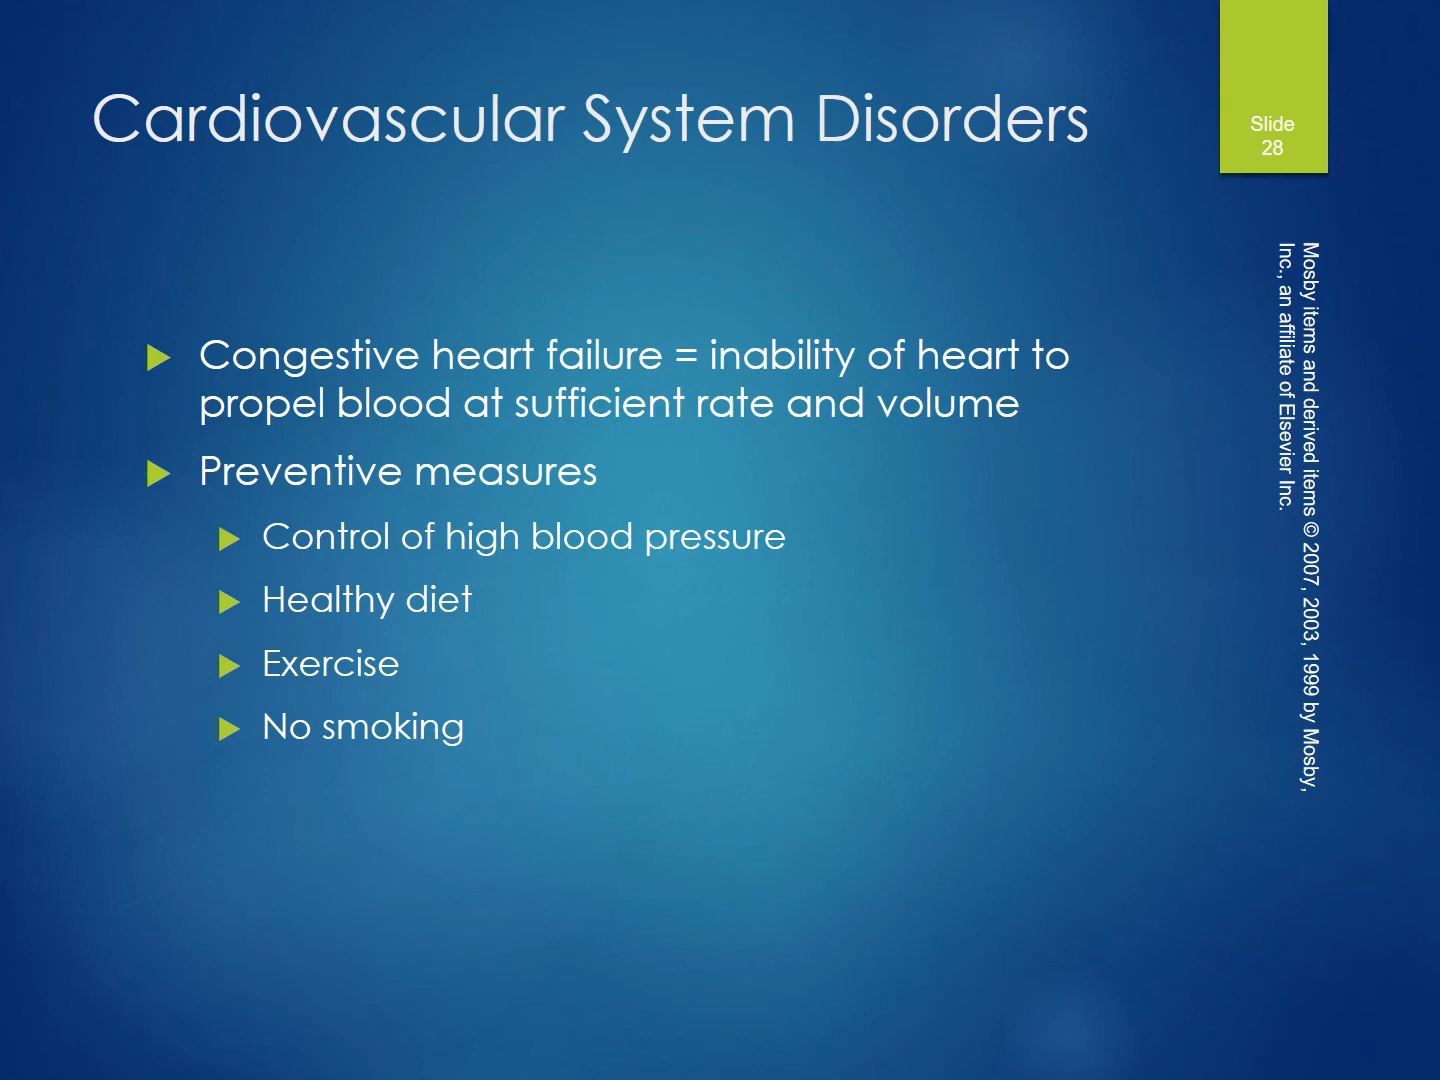 Cardiovascular System Disorders
Slide
28
Congestive heart failure = inability of heart to
propel blood at sufficient rate and volume
Preventive measures
Control of high blood pressure
Healthy diet
Exercise
No smoking
Mosby items and derived items © 2007, 2003, 1999 by Mosby,
Inc., an affiliate of Elsevier Inc.